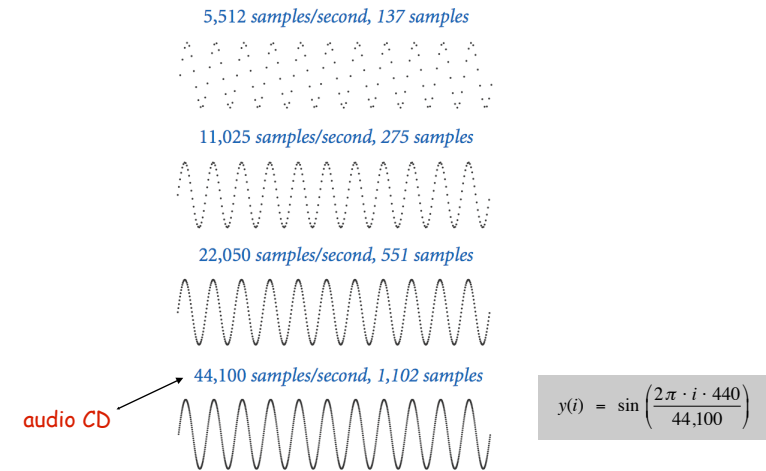 5,512 samples/second, 137 samples
11,025 samples/second, 275 samples
22,050 samples/second, 551 samples
44,100 samples/second, 1,102 samples
audio CD
y(i) = sin (2π · i · 440 / 44,100)